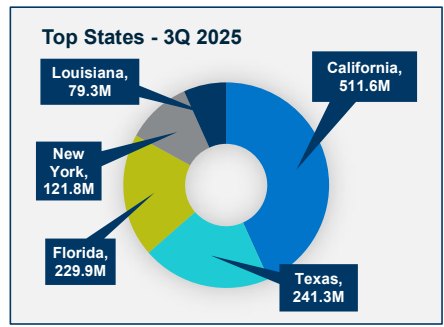 Top States - 3Q 2025
Louisiana,
79.3M
California,
511.6M
New
York,
121.8M
Florida,
229.9M
Texas,
241.3M